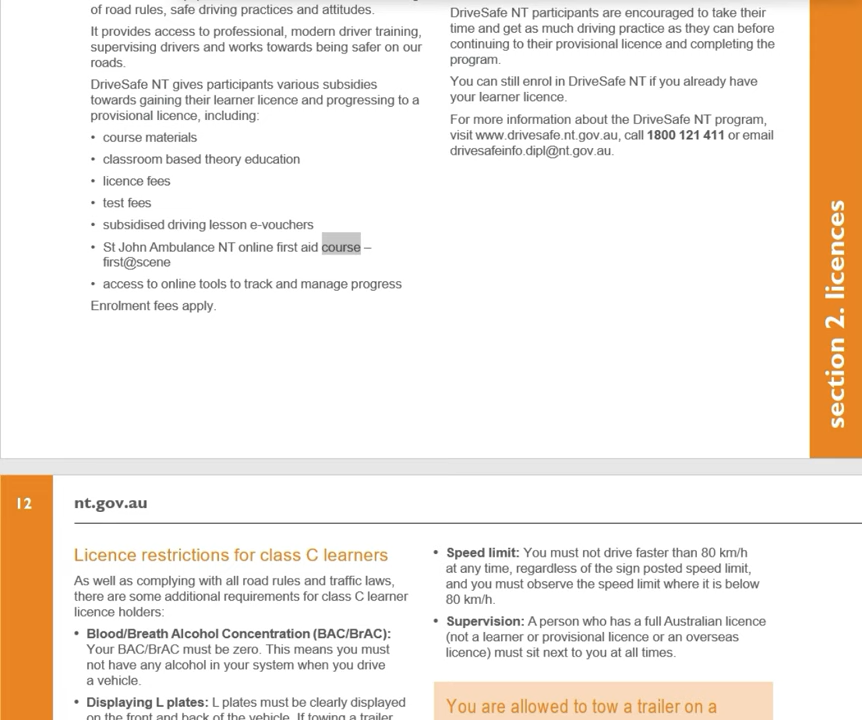 of road rules, safe driving practices and attitudes.
It provides access to professional, modern driver training,
supervising drivers and works towards being safer on our
roads.
DriveSafe NT gives participants various subsidies
towards gaining their learner licence and progressing to a
provisional licence, including:
• course materials
• classroom based theory education
• licence fees
• test fees
• subsidised driving lesson e-vouchers
• St John Ambulance NT online first aid course –
first@scene
• access to online tools to track and manage progress
Enrolment fees apply.
DriveSafe NT participants are encouraged to take their
time and get as much driving practice as they can before
continuing to their provisional licence and completing the
program.
You can still enrol in DriveSafe NT if you already have
your learner licence.
For more information about the DriveSafe NT program,
visit www.drivesafe.nt.gov.au, call 1800 121 411 or email
drivesafeinfo.dipl@nt.gov.au.
section 2. licences
12
nt.gov.au
Licence restrictions for class C learners
As well as complying with all road rules and traffic laws,
there are some additional requirements for class C learner
licence holders:
• Blood/Breath Alcohol Concentration (BAC/BrAC):
Your BAC/BrAC must be zero. This means you must
not have any alcohol in your system when you drive
a vehicle.
• Displaying L plates: L plates must be clearly displayed
on the front and back of the vehicle. If towing a trailer
• Speed limit: You must not drive faster than 80 km/h
at any time, regardless of the sign posted speed limit,
and you must observe the speed limit where it is below
80 km/h.
• Supervision: A person who has a full Australian licence
(not a learner or provisional licence or an overseas
licence) must sit next to you at all times.
You are allowed to tow a trailer on a